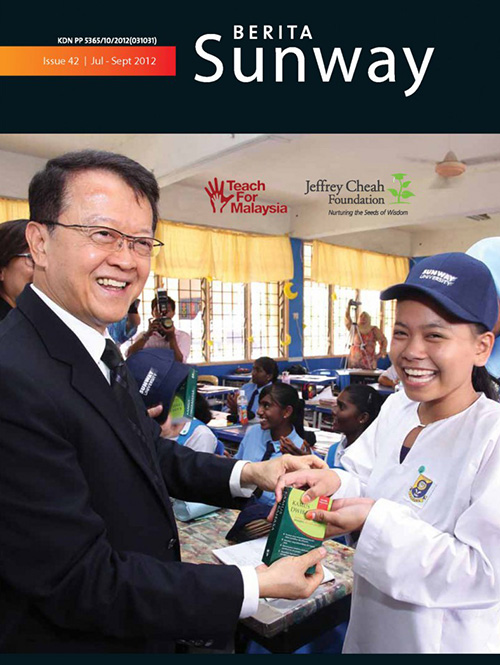 KDN PP 5365/10/2012(031031)
Issue 42 | Jul - Sept 2012
BERITA
Sunway
Teach
For
Malaysia
Jeffrey Cheah
Foundation
Nurturing the Seeds of Wisdom
SUNWAY
UNIVERSITY
KAMUS